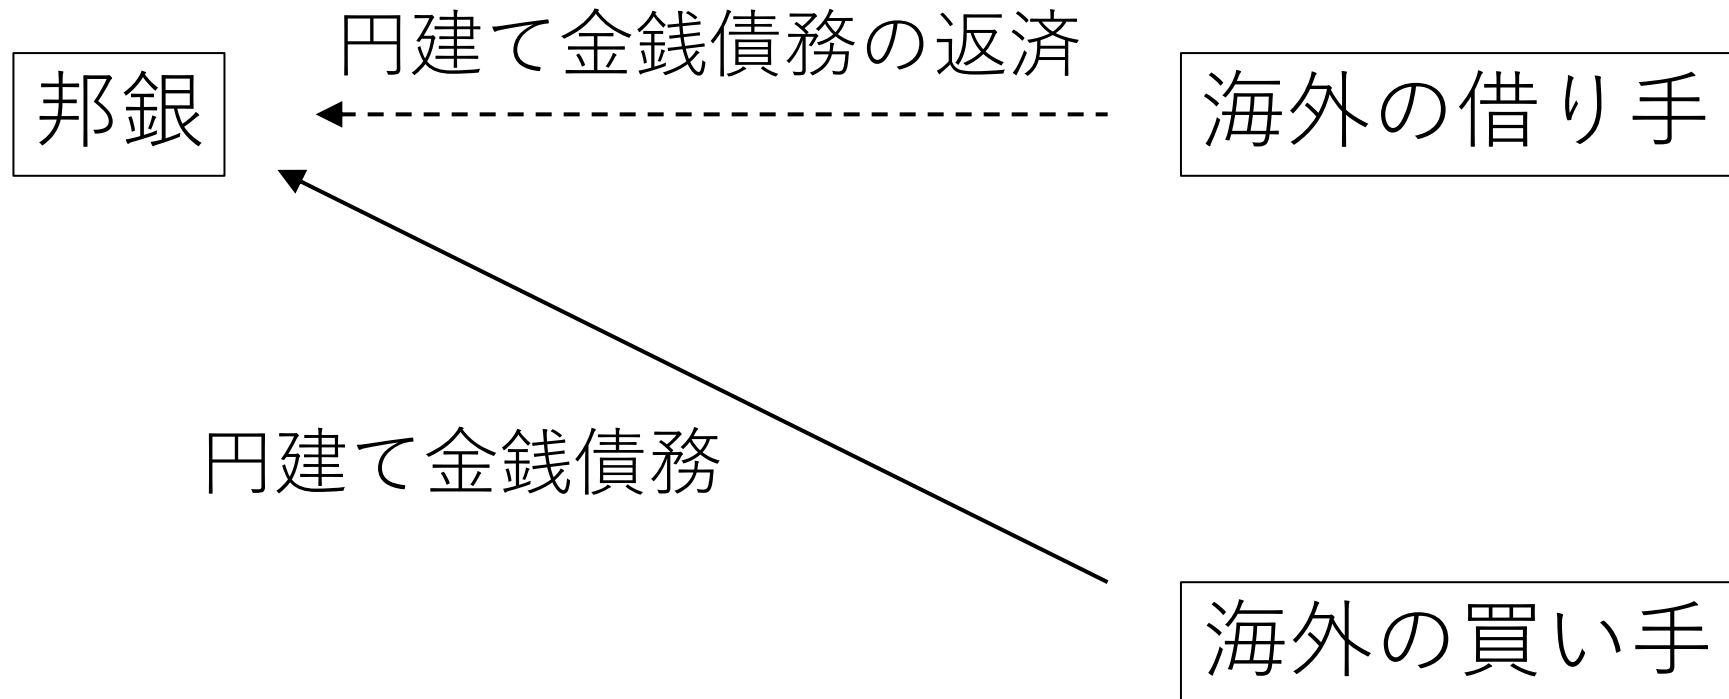 円建て金銭債務の返済
邦銀
海外の借り手
円建て金銭債務
海外の買い手